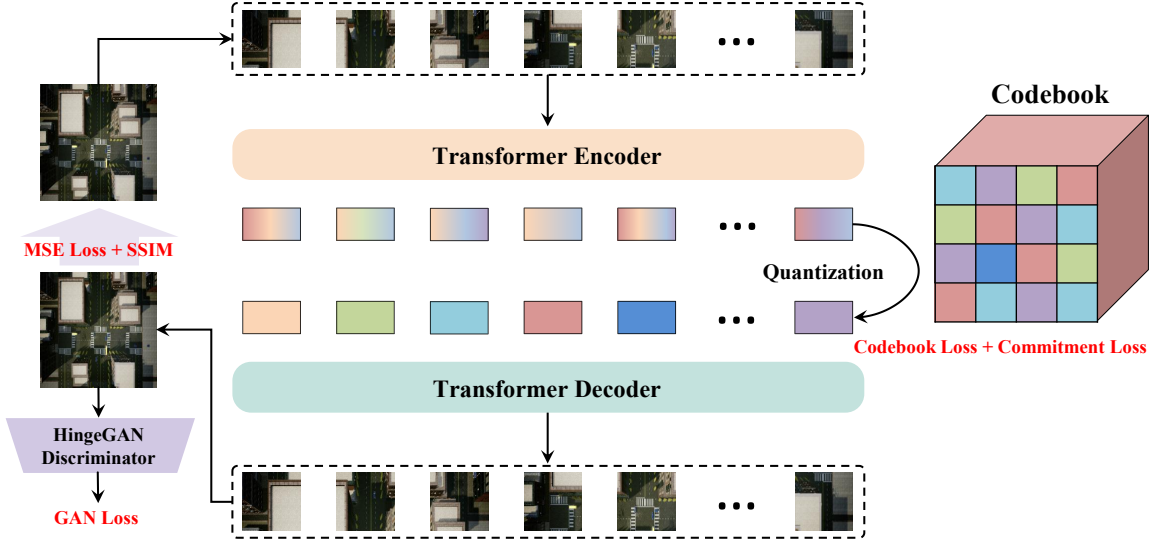 Codebook
Transformer Encoder
MSE Loss + SSIM
Quantization
Codebook Loss + Commitment Loss
Transformer Decoder
HingeGAN
Discriminator
GAN Loss